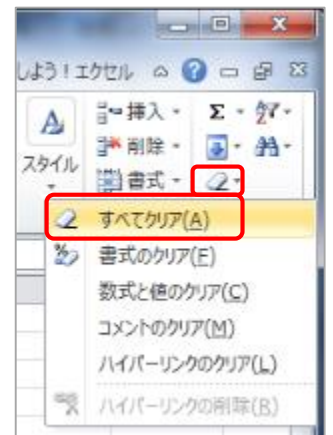 しよう！エクセル
A
スタイル
挿入
削除
書式
Σ
すべてクリア(A)
書式のクリア(F)
数式と値のクリア(C)
コメントのクリア(M)
ハイパーリンクのクリア(L)
ハイパーリンクの削除(R)